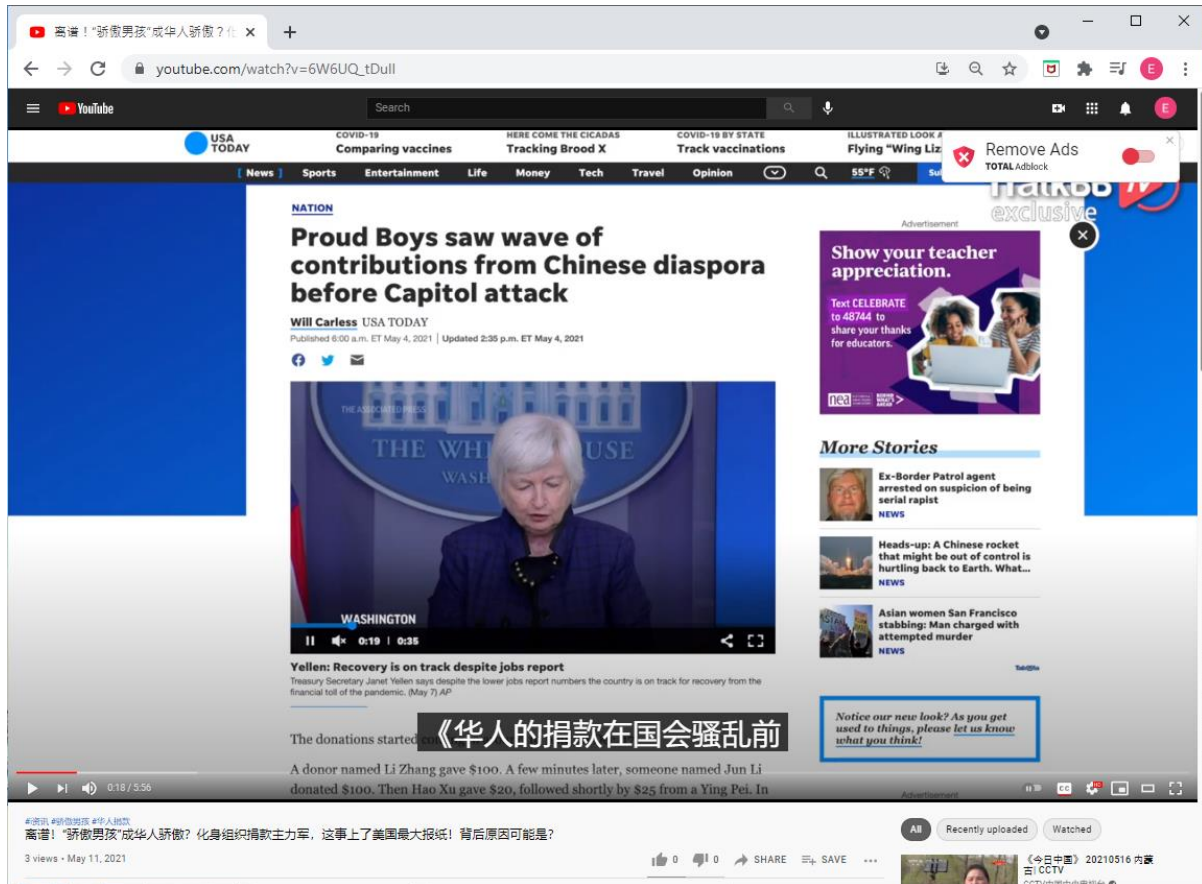 离谱！“骄傲男孩”成华人骄傲？化
youtube.com/watch?v=6W6UQ_tDulI
E
YouTube
Search
E
USA
TODAY
COVID-19
Comparing vaccines
HERE COME THE CICADAS
Tracking Brood X
COVID-19 BY STATE
Track vaccinations
ILLUSTRATED LOOK A
Flying "Wing Liz
Remove Ads
TOTAL Adblock
[ News ] Sports Entertainment Life Money Tech Travel Opinion 55°F Su
iTalkBB TV
exclusive
NATION
Proud Boys saw wave of
contributions from Chinese diaspora
before Capitol attack
Will Carless USA TODAY
Published 6:00 a.m. ET May 4, 2021 | Updated 2:35 p.m. ET May 4, 2021
THE ASSOCIATED PRESS
THE WHI USE
WASH
WASHINGTON
0:19 | 0:35
Yellen: Recovery is on track despite jobs report
Treasury Secretary Janet Yellen says despite the lower jobs report numbers the country is on track for recovery from the
financial toll of the pandemic. (May 7) AP
The donations started
《华人的捐款在国会骚乱前
A donor named Li Zhang gave $100. A few minutes later, someone named Jun Li
donated $100. Then Hao Xu gave $20, followed shortly by $25 from a Ying Pei. In
Advertisement
Show your teacher
appreciation.
Text CELEBRATE
to 48744 to
share your thanks
for educators.
nea
More Stories
Ex-Border Patrol agent
arrested on suspicion of being
serial rapist
NEWS
Heads-up: A Chinese rocket
that might be out of control is
hurtling back to Earth. What...
NEWS
Asian women San Francisco
stabbing: Man charged with
attempted murder
NEWS
Notice our new look? As you get
used to things, please let us know
what you think!
Advertisement
0:18 / 5:56
CC
HD
#i资讯 #骄傲男孩 #华人捐款
离谱！“骄傲男孩”成华人骄傲？化身组织捐款主力军，这事上了美国最大报纸！背后原因可能是？
3 views • May 11, 2021
0 0 SHARE SAVE
All Recently uploaded Watched
《今日中国》 20210516 内蒙
古| CCTV